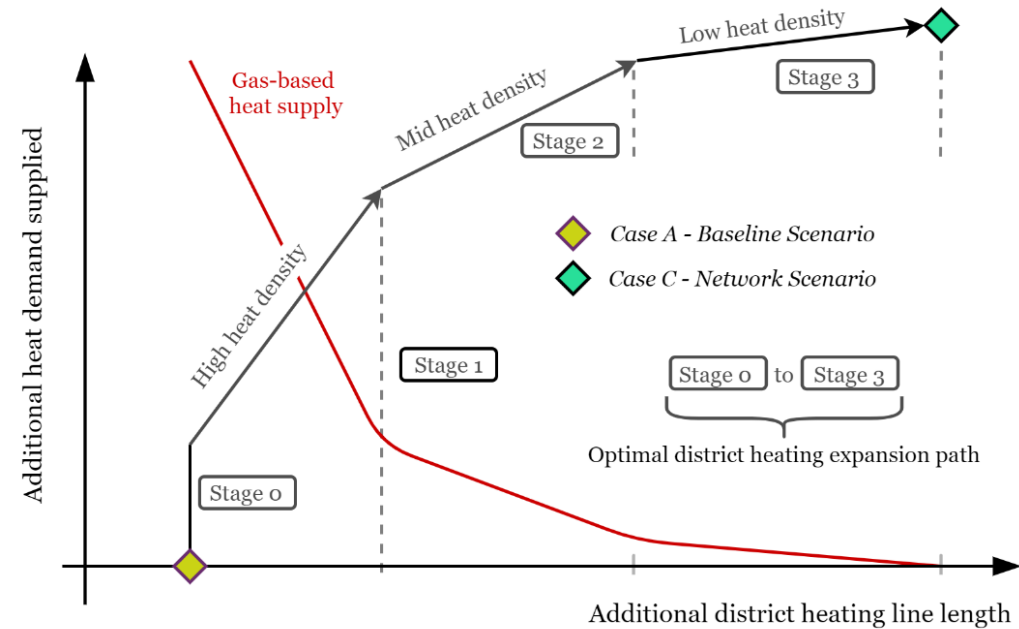 Low heat density
Gas-based
heat supply
Stage 3
Mid heat density
Stage 2
Additional heat demand supplied
Case A - Baseline Scenario
Case C - Network Scenario
High heat density
Stage 1
Stage 0 to Stage 3
Optimal district heating expansion path
Stage 0
Additional district heating line length